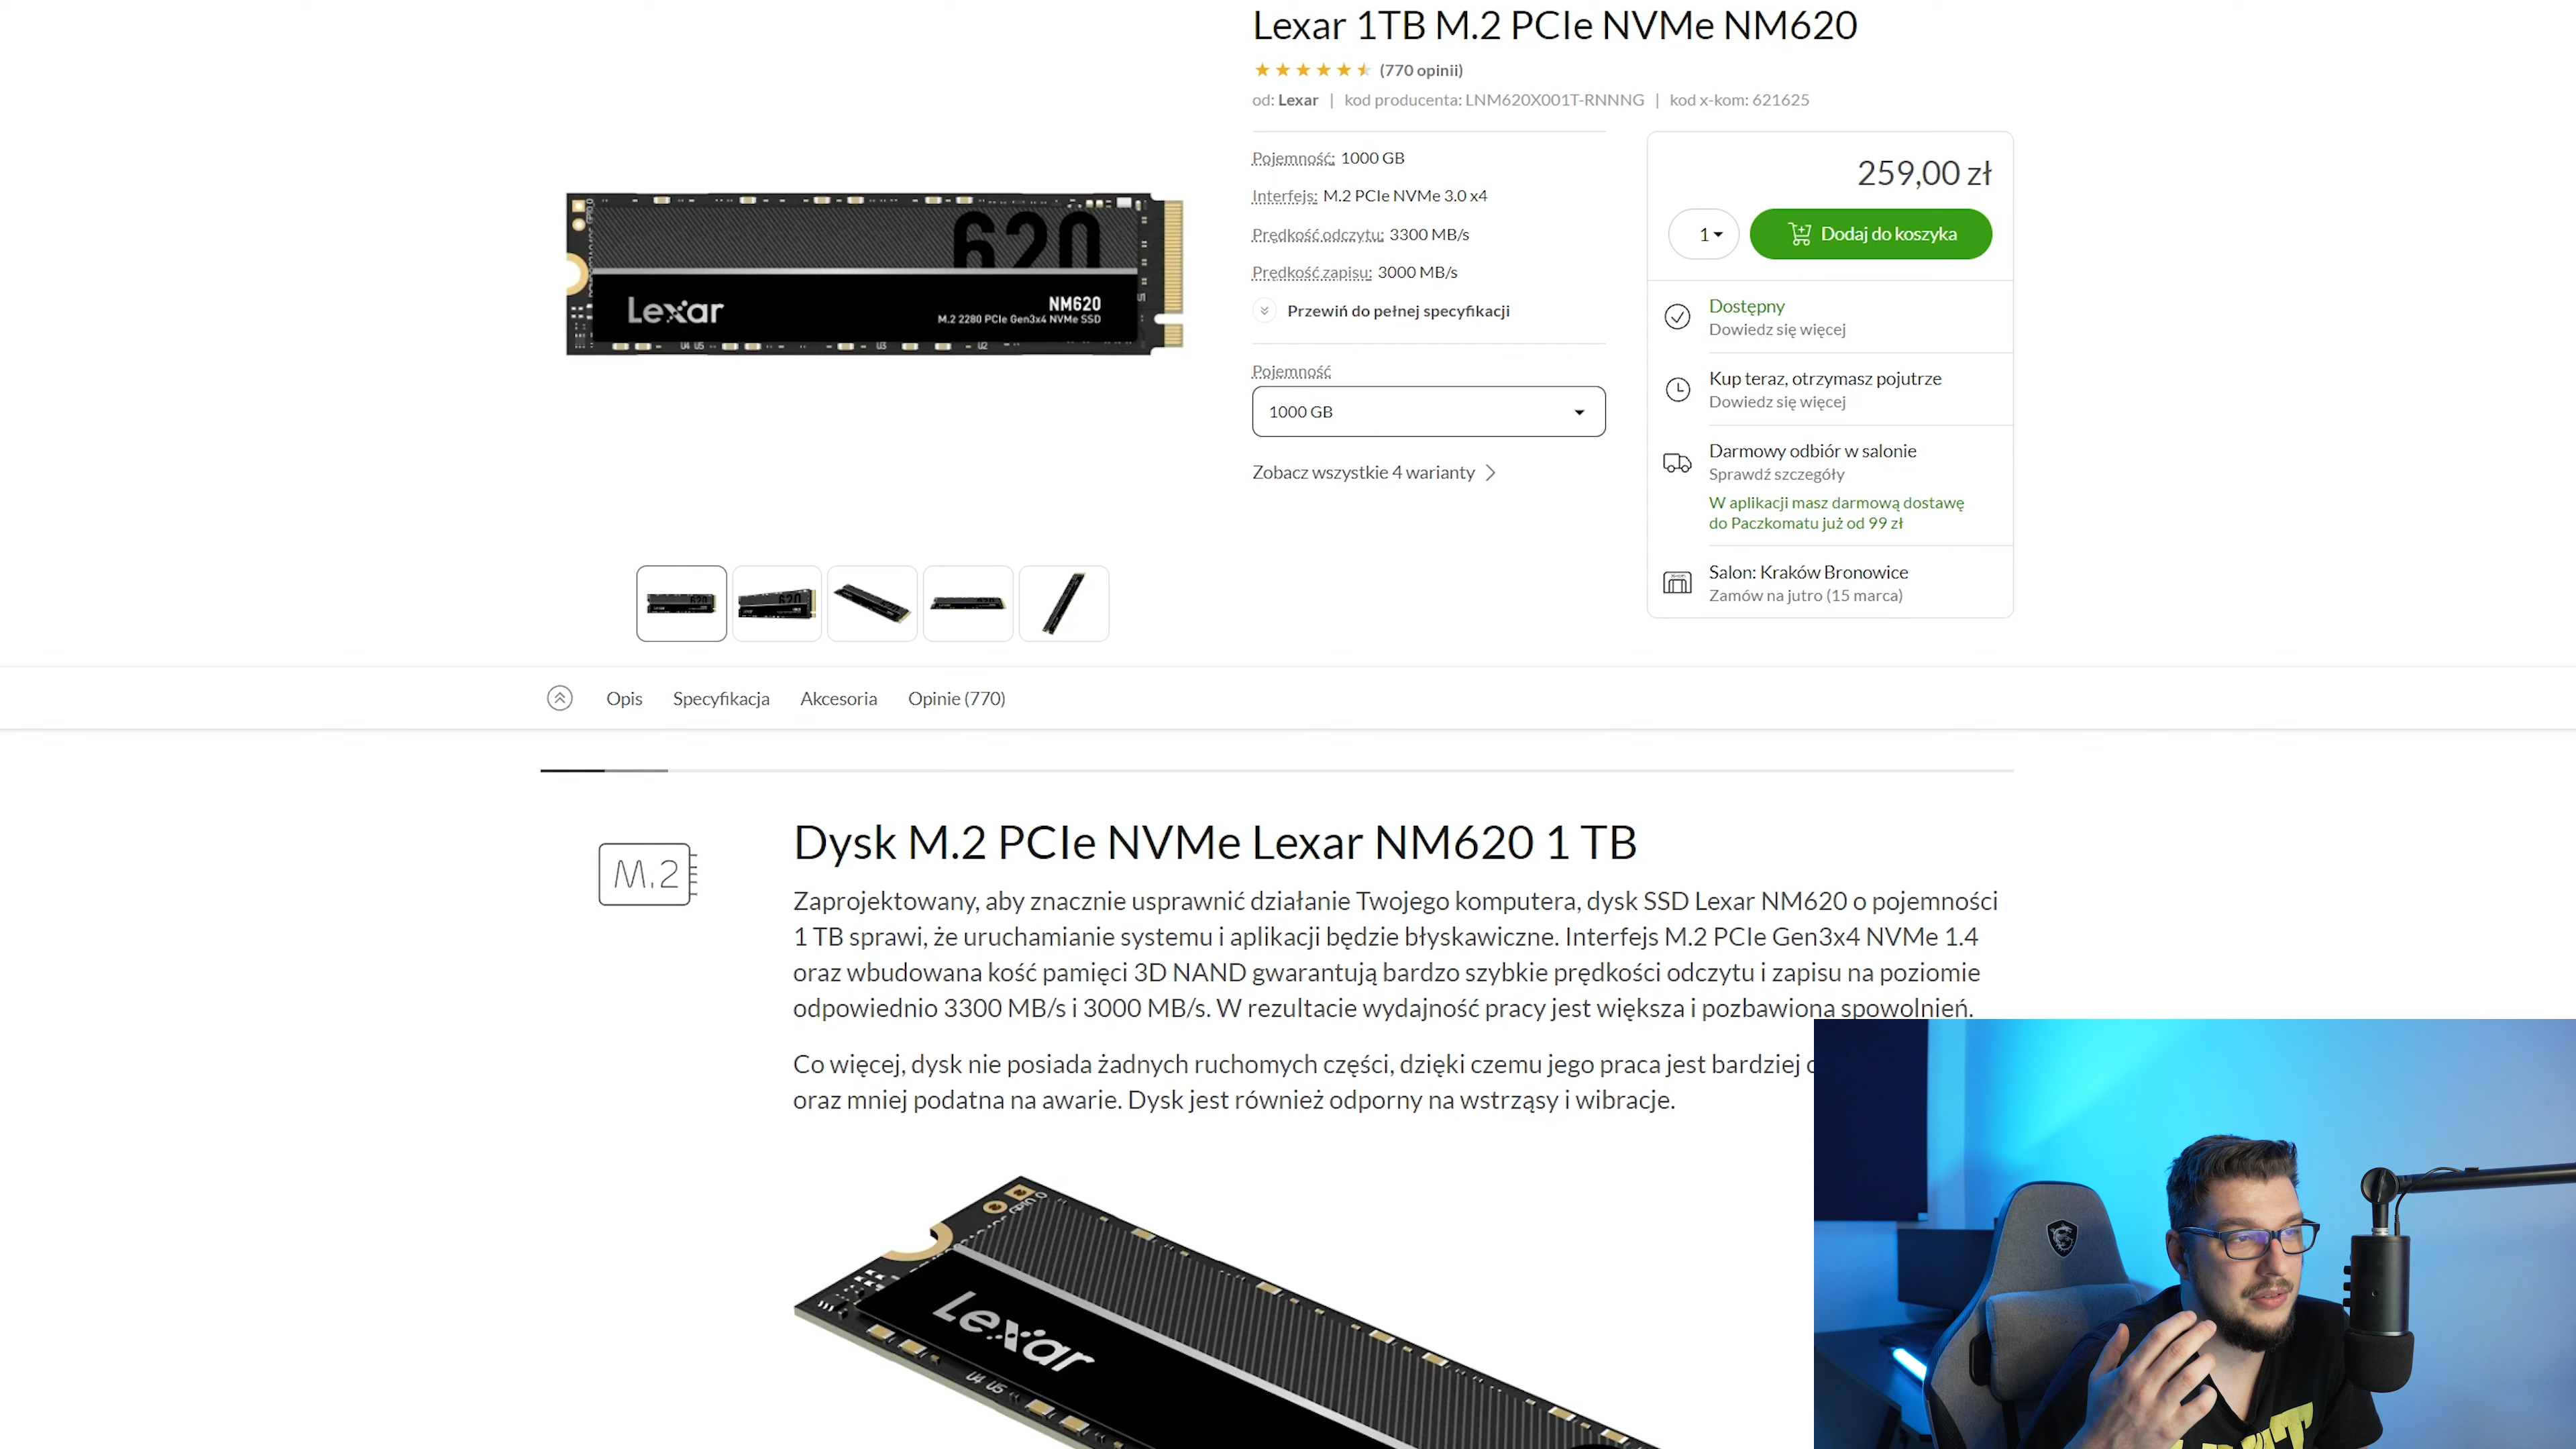 Lexar 1TB M.2 PCIe NVMe NM620
(770 opinii)
od: Lexar | kod producenta: LNM620X001T-RNNNG | kod x-kom: 621625
Pojemność: 1000 GB
Interfejs: M.2 PCIe NVMe 3.0 x4
Prędkość odczytu: 3300 MB/s
Prędkość zapisu: 3000 MB/s
Przewiń do pełnej specyfikacji
Pojemność
1000 GB
Zobacz wszystkie 4 warianty
259,00 zł
1
Dodaj do koszyka
Dostępny
Dowiedz się więcej
Kup teraz, otrzymasz pojutrze
Dowiedz się więcej
Darmowy odbiór w salonie
Sprawdź szczegóły
W aplikacji masz darmową dostawę
do Paczkomatu już od 99 zł
Salon: Kraków Bronowice
Zamów na jutro (15 marca)
620
Lexar
NM620
M.2 2280 PCIe Gen3x4 NVMe SSD
U4 U5
U3
U2
U1
Opis
Specyfikacja
Akcesoria
Opinie (770)
M.2
Dysk M.2 PCIe NVMe Lexar NM620 1 TB
Zaprojektowany, aby znacznie usprawnić działanie Twojego komputera, dysk SSD Lexar NM620 o pojemności
1 TB sprawi, że uruchamianie systemu i aplikacji będzie błyskawiczne. Interfejs M.2 PCIe Gen3x4 NVMe 1.4
oraz wbudowana kość pamięci 3D NAND gwarantują bardzo szybkie prędkości odczytu i zapisu na poziomie
odpowiednio 3300 MB/s i 3000 MB/s. W rezultacie wydajność pracy jest większa i pozbawiona spowolnień.
Co więcej, dysk nie posiada żadnych ruchomych części, dzięki czemu jego praca jest bardziej
oraz mniej podatna na awarie. Dysk jest również odporny na wstrząsy i wibracje.
Lexar
U4 U5